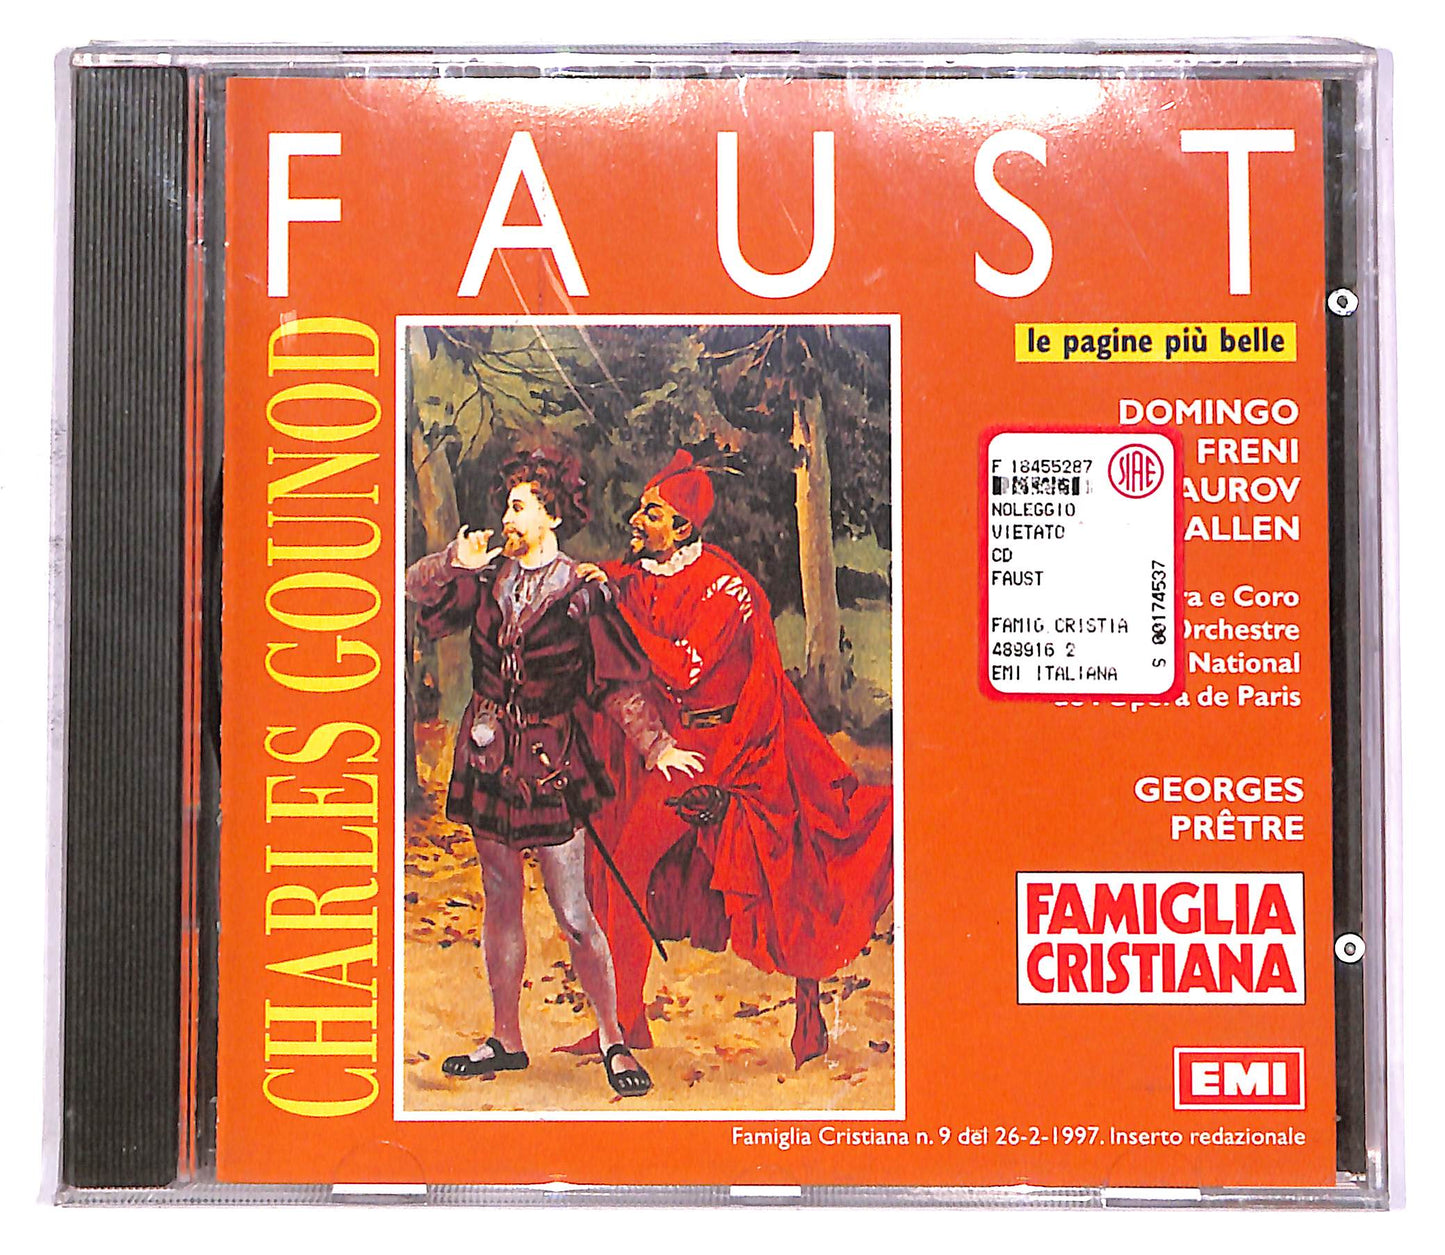 FAUST
CHARLES GOUNOD
le pagine più belle
DOMINGO
FRENI
AUROV
ALLEN
ra e Coro
Orchestre
National
de Paris
F 18455287
SIAE
NOLEGGIO
VIETATO
CD
FAUST
FAMIG.CRISTIA
489916 2
EMI ITALIANA
S 00174537
GEORGES
PRÊTRE
FAMIGLIA
CRISTIANA
EMI
Famiglia Cristiana n. 9 del 26-2-1997. Inserto redazionale